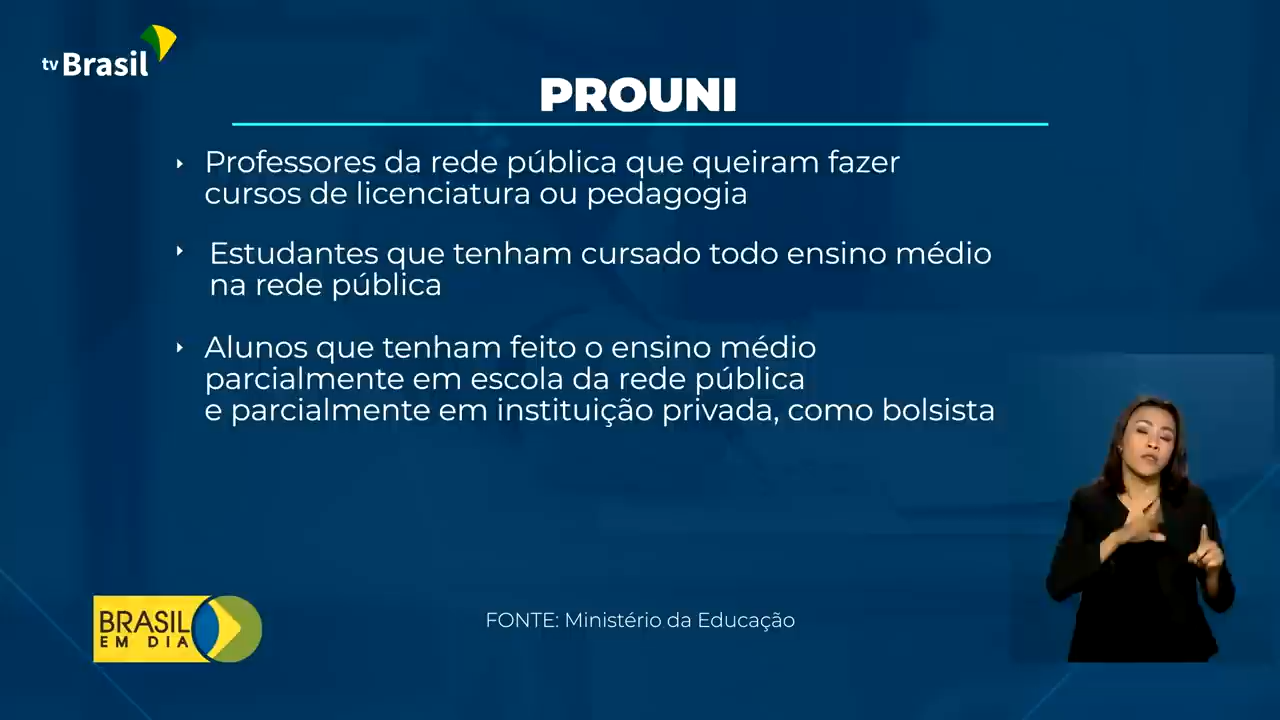 tv Brasil
PROUNI
Professores da rede pública que queiram fazer
cursos de licenciatura ou pedagogia
Estudantes que tenham cursado todo ensino médio
na rede pública
Alunos que tenham feito o ensino médio
parcialmente em escola da rede pública
e parcialmente em instituição privada, como bolsista
BRASIL
EM DIA
FONTE: Ministério da Educação